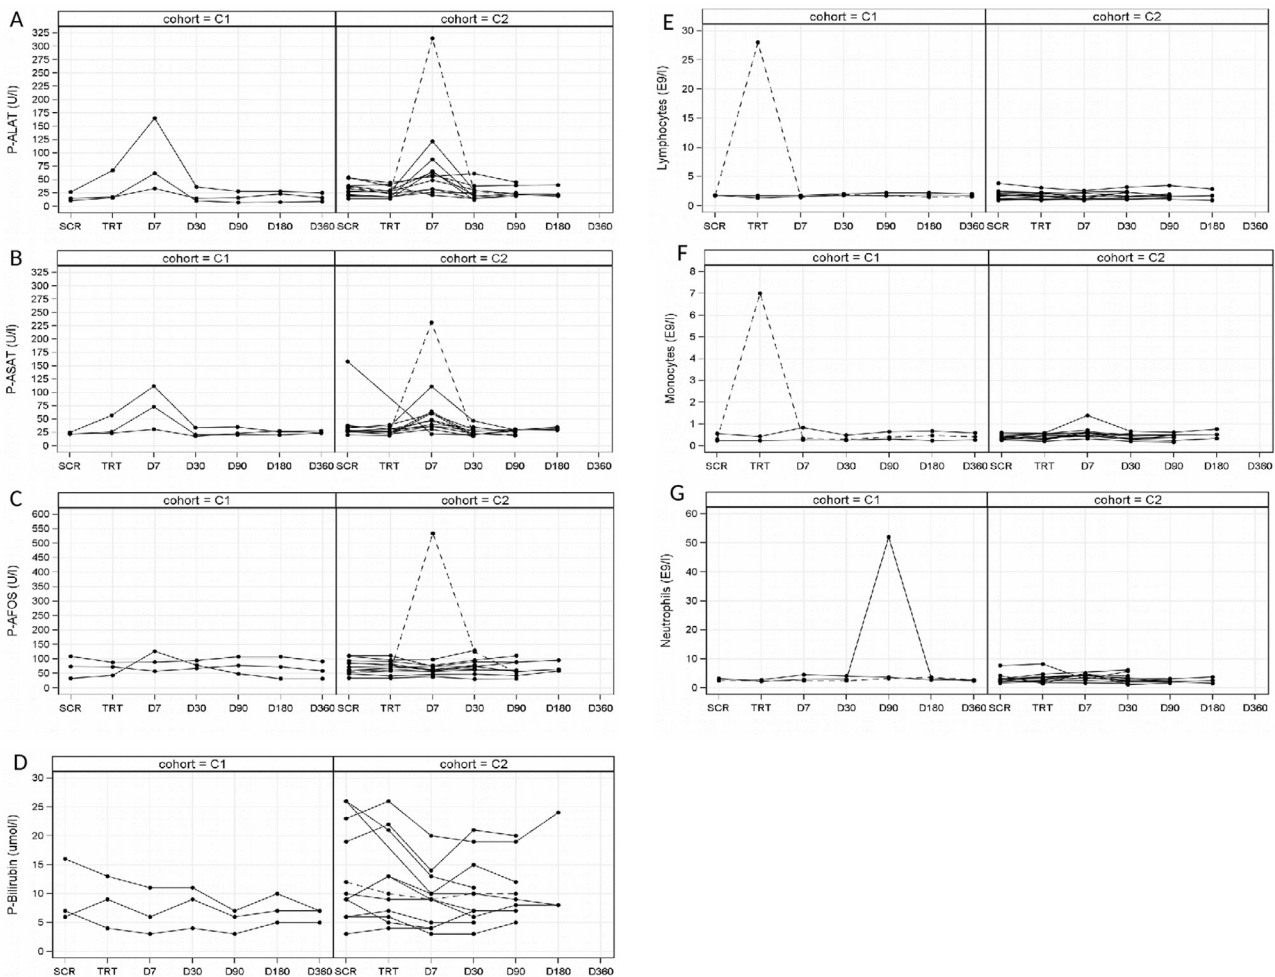 A
cohort = C1 cohort = C2
P-ALAT (U/l)
325
300
275
250
225
200
175
150
125
100
75
50
25
0
SCR TRT D7 D30 D90 D180 D360 SCR TRT D7 D30 D90 D180 D360
B
cohort = C1 cohort = C2
P-ASAT (U/l)
325
300
275
250
225
200
175
150
125
100
75
50
25
0
SCR TRT D7 D30 D90 D180 D360 SCR TRT D7 D30 D90 D180 D360
C
cohort = C1 cohort = C2
P-AFOS (U/l)
600
550
500
450
400
350
300
250
200
150
100
50
0
SCR TRT D7 D30 D90 D180 D360 SCR TRT D7 D30 D90 D180 D360
D
cohort = C1 cohort = C2
P-Bilirubin (umol/l)
30
25
20
15
10
5
0
SCR TRT D7 D30 D90 D180 D360 SCR TRT D7 D30 D90 D180 D360
E
cohort = C1 cohort = C2
Lymphocytes (E9/l)
30
25
20
15
10
5
0
SCR TRT D7 D30 D90 D180 D360 SCR TRT D7 D30 D90 D180 D360
F
cohort = C1 cohort = C2
Monocytes (E9/l)
8
7
6
5
4
3
2
1
0
SCR TRT D7 D30 D90 D180 D360 SCR TRT D7 D30 D90 D180 D360
G
cohort = C1 cohort = C2
Neutrophils (E9/l)
60
50
40
30
20
10
0
SCR TRT D7 D30 D90 D180 D360 SCR TRT D7 D30 D90 D180 D360